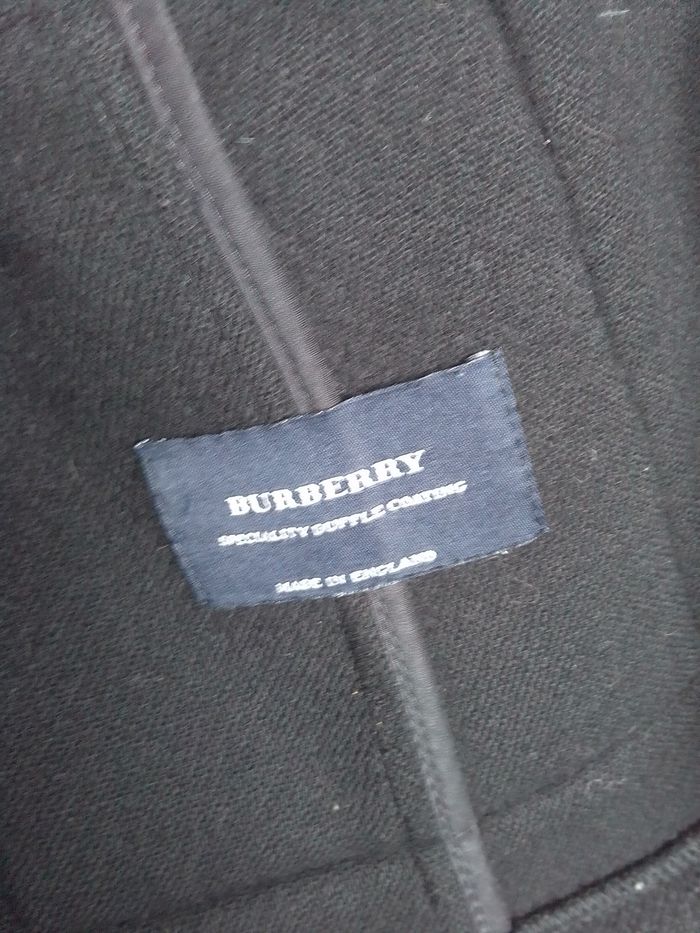 BURBERRY
SPECIALITY DUFFLE COATING
MADE IN ENGLAND